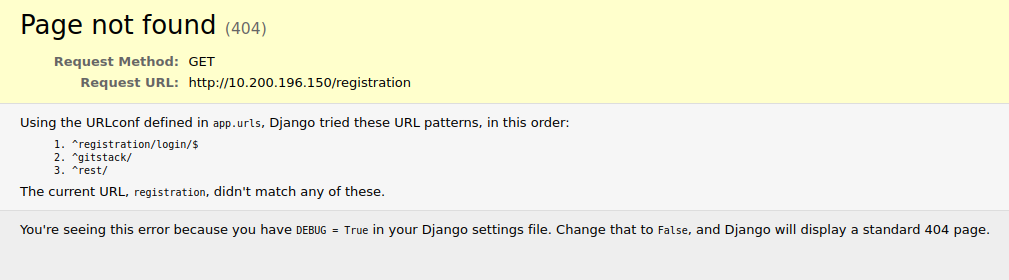 Page not found (404)
Request Method: GET
Request URL: http://10.200.196.150/registration
Using the URLconf defined in app.urls, Django tried these URL patterns, in this order:
1. ^registration/login/$
2. ^gitstack/
3. ^rest/
The current URL, registration, didn't match any of these.
You're seeing this error because you have DEBUG = True in your Django settings file. Change that to False, and Django will display a standard 404 page.